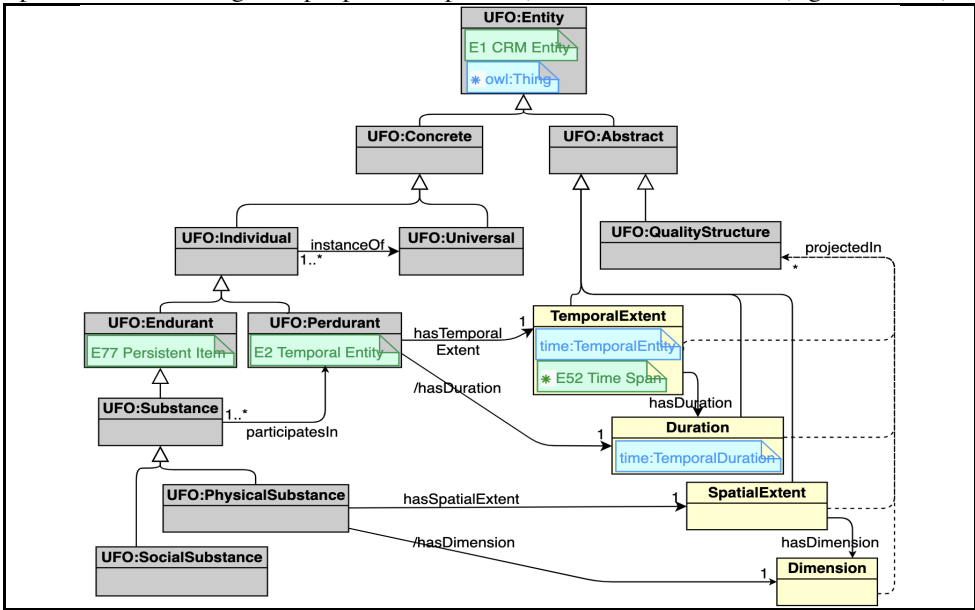 UFO:Entity
E1 CRM Entity
* owl:Thing
UFO:Concrete
UFO:Abstract
UFO:Individual
instanceOf
1..*
UFO:Universal
UFO:QualityStructure
projectedIn
*
UFO:Endurant
E77 Persistent Item
UFO:Perdurant
E2 Temporal Entity
hasTemporal
Extent
1
TemporalExtent
time:TemporalEntity
* E52 Time Span
/hasDuration
hasDuration
UFO:Substance
1..*
participatesIn
1
Duration
time:TemporalDuration
UFO:PhysicalSubstance
hasSpatialExtent
1
SpatialExtent
/hasDimension
hasDimension
UFO:SocialSubstance
1
Dimension